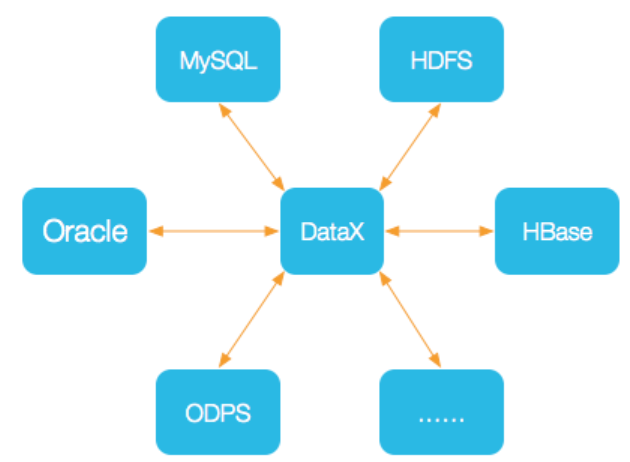 MySQL
HDFS
Oracle
DataX
HBase
ODPS
......